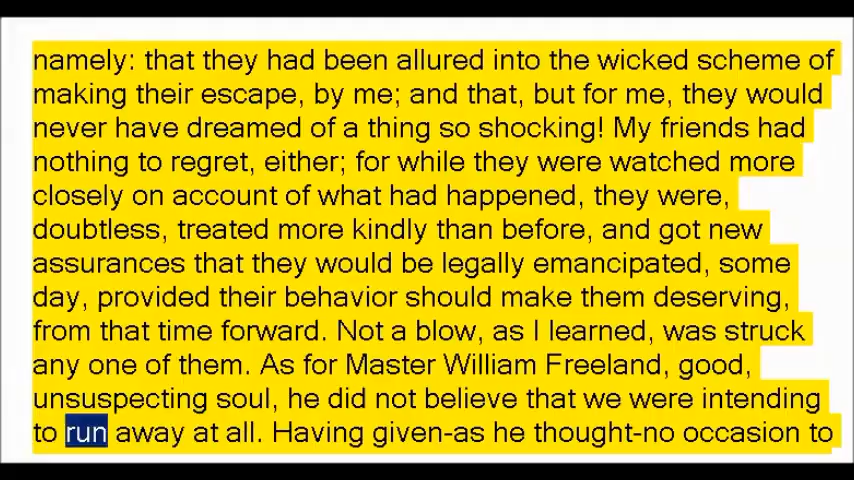 namely: that they had been allured into the wicked scheme of
making their escape, by me; and that, but for me, they would
never have dreamed of a thing so shocking! My friends had
nothing to regret, either; for while they were watched more
closely on account of what had happened, they were,
doubtless, treated more kindly than before, and got new
assurances that they would be legally emancipated, some
day, provided their behavior should make them deserving,
from that time forward. Not a blow, as I learned, was struck
any one of them. As for Master William Freeland, good,
unsuspecting soul, he did not believe that we were intending
to run away at all. Having given-as he thought-no occasion to